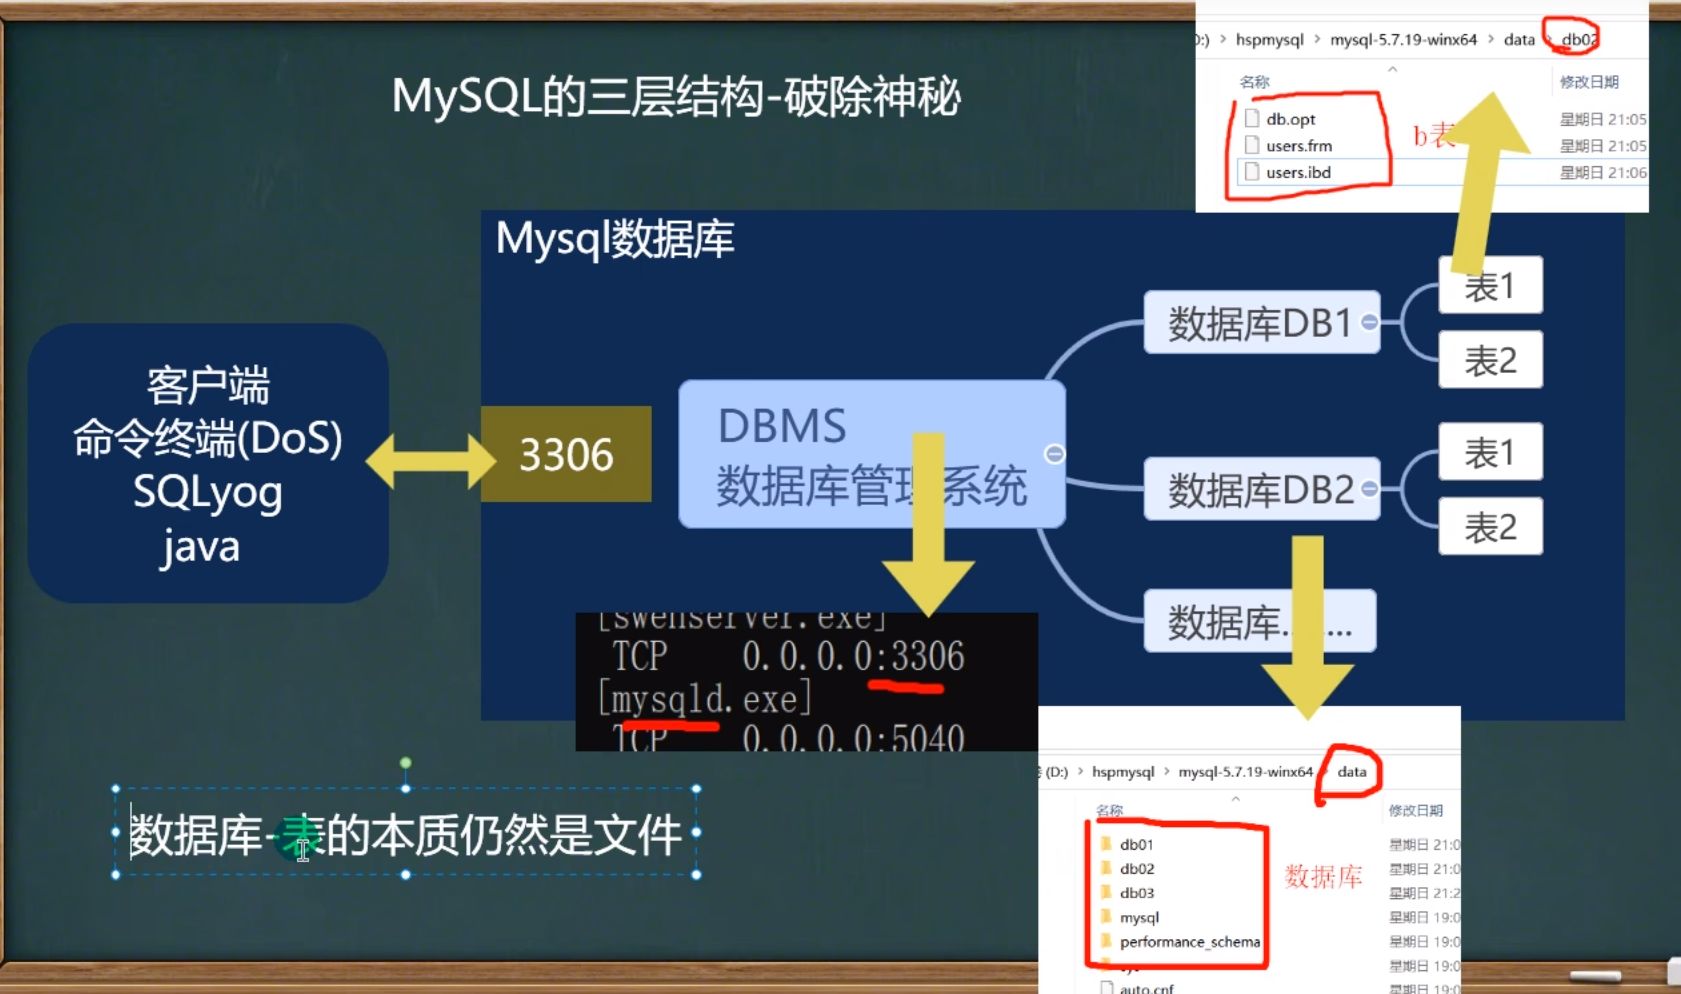 MySQL的三层结构-破除神秘
hspmysql > mysql-5.7.19-winx64 > data > db02
名称 修改日期
db.opt 星期日 21:05
users.frm 星期日 21:05
users.ibd 星期日 21:06
b表
Mysql数据库
客户端
命令终端(DoS)
SQLyog
java
3306
DBMS
数据库管理系统
数据库DB1
表1
表2
数据库DB2
表1
表2
数据库........
[swenserver.exe]
TCP 0.0.0.0:3306
[mysqld.exe]
TCP 0.0.0.0:5040
数据库-表的本质仍然是文件
(D:) > hspmysql > mysql-5.7.19-winx64 > data
名称 修改日期
db01 星期日 21:0
db02 星期日 21:0
db03 星期日 21:2
mysql 星期日 19:0
performance_schema 星期日 19:0
星期日 19:0
auto.cnf 星期日 19:0
数据库